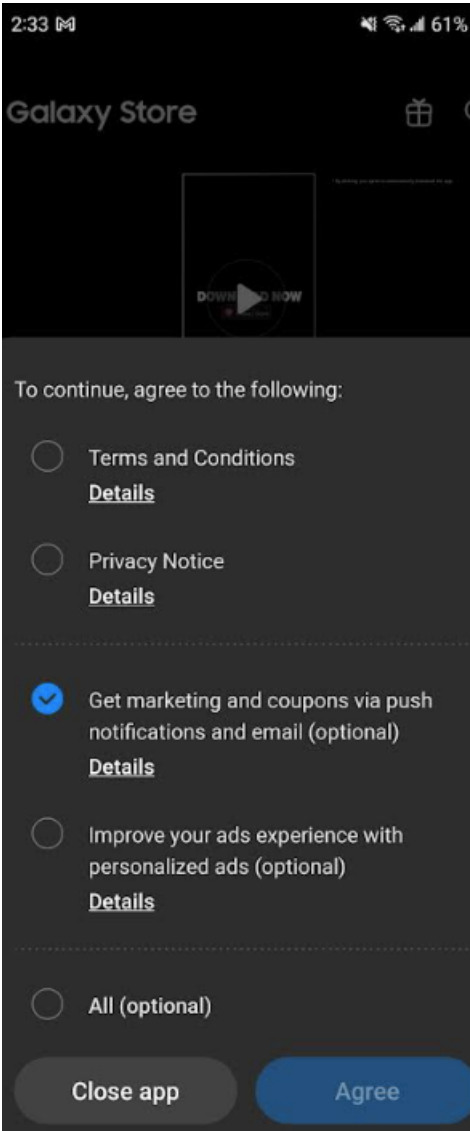 2:33 61%
Galaxy Store
DOWNLOAD NOW
To continue, agree to the following:
Terms and Conditions
Details
Privacy Notice
Details
Get marketing and coupons via push
notifications and email (optional)
Details
Improve your ads experience with
personalized ads (optional)
Details
All (optional)
Close app Agree